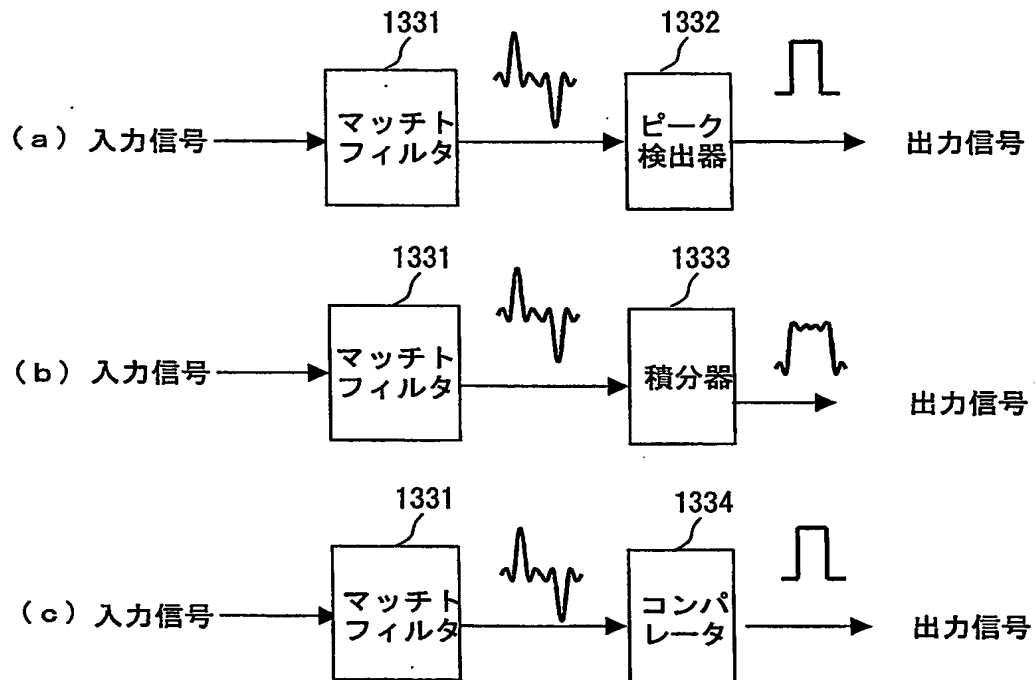 1331
1332
(a) 入力信号
マッチト
フィルタ
ピーク
検出器
出力信号
1331
1333
(b) 入力信号
マッチト
フィルタ
積分器
出力信号
1331
1334
(c) 入力信号
マッチト
フィルタ
コンパ
レータ
出力信号